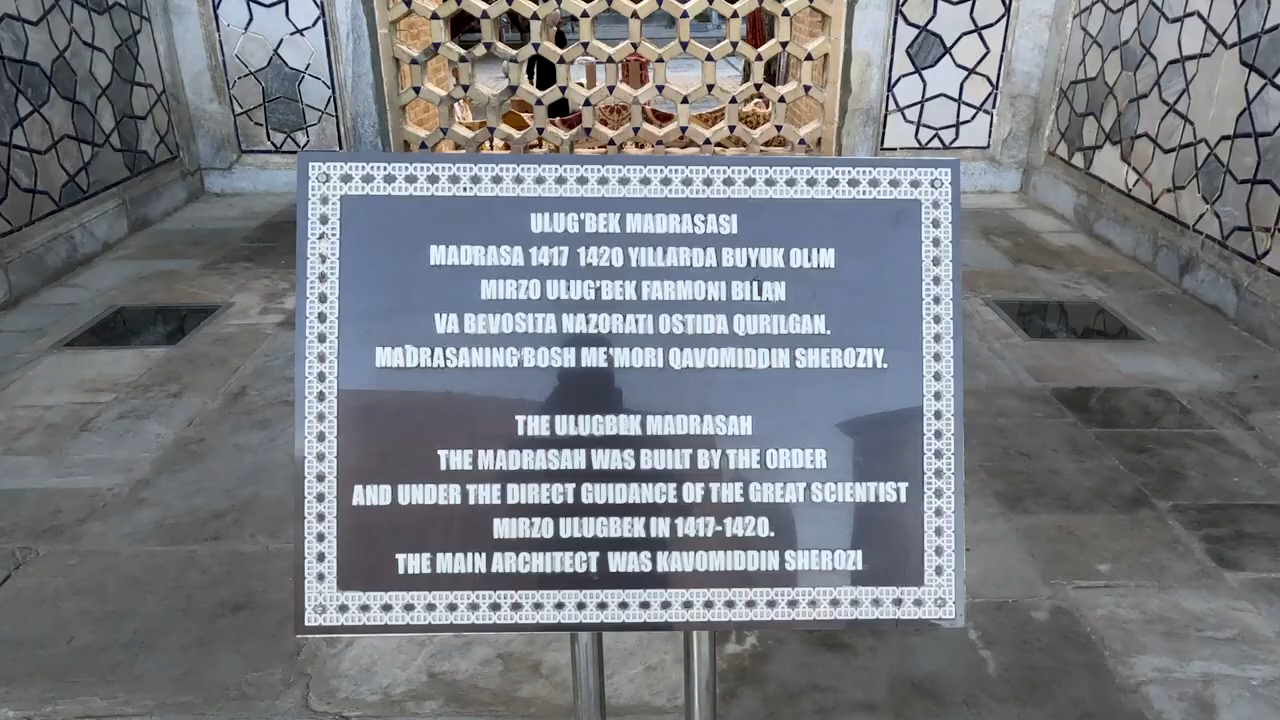 ULUG'BEK MADRASASI
MADRASA 1417 1420 YILLARDA BUYUK OLIM
MIRZO ULUG'BEK FARMONI BILAN
VA BEVOSITA NAZORATI OSTIDA QURILGAN.
MADRASANING BOSH ME'MORI QAVOMIDDIN SHEROZIY.
THE ULUGBEK MADRASAH
THE MADRASAH WAS BUILT BY THE ORDER
AND UNDER THE DIRECT GUIDANCE OF THE GREAT SCIENTIST
MIRZO ULUGBEK IN 1417-1420.
THE MAIN ARCHITECT WAS KAVOMIDDIN SHEROZI